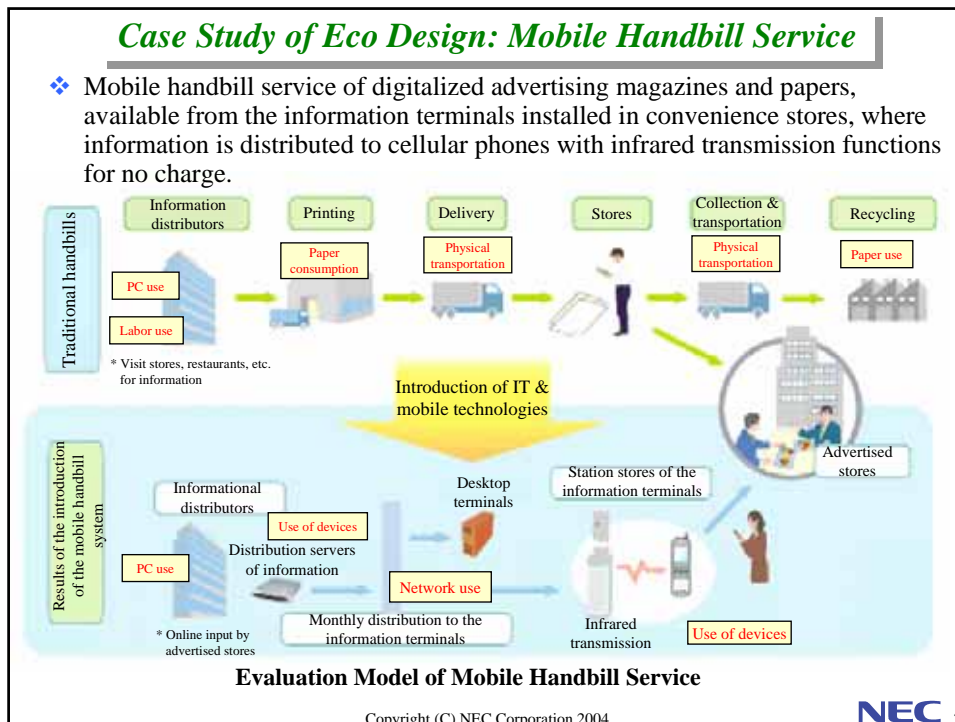 Case Study of Eco Design: Mobile Handbill Service
Mobile handbill service of digitalized advertising magazines and papers,
available from the information terminals installed in convenience stores, where
information is distributed to cellular phones with infrared transmission functions
for no charge.
Traditional handbills
Information
distributors
Printing
Delivery
Stores
Collection &
transportation
Recycling
PC use
Labor use
Paper
consumption
Physical
transportation
Physical
transportation
Paper use
* Visit stores, restaurants, etc.
for information
Introduction of IT &
mobile technologies
Advertised
stores
Results of the introduction
of the mobile handbill
system
Informational
distributors
PC use
Use of devices
Distribution servers
of information
* Online input by
advertised stores
Monthly distribution to the
information terminals
Network use
Desktop
terminals
Station stores of the
information terminals
Infrared
transmission
Use of devices
Evaluation Model of Mobile Handbill Service
Copyright (C) NEC Corporation 2004
NEC